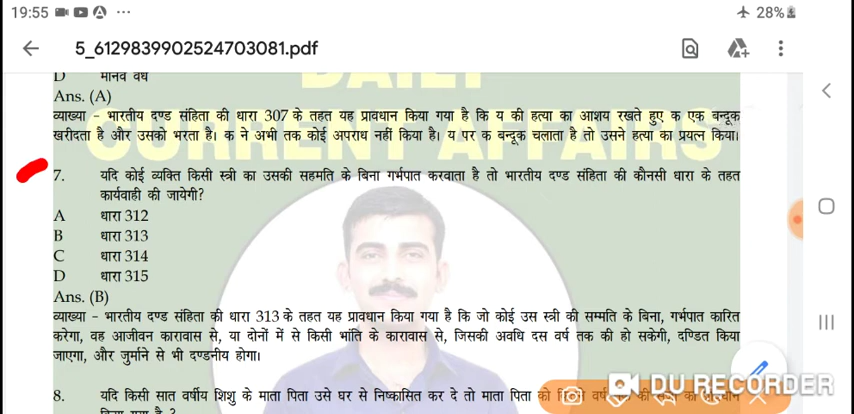 19:55
28%
5_6129839902524703081.pdf
DAILY
CURRENT AFFAIRS
D मानव वध
Ans. (A)
व्याख्या - भारतीय दण्ड संहिता की धारा 307 के तहत यह प्रावधान किया गया है कि य की हत्या का आशय रखते हुए क एक बन्दूक
खरीदता है और उसको भरता है। क ने अभी तक कोई अपराध नहीं किया है। य पर क बन्दूक चलाता है तो उसने हत्या का प्रयत्न किया।
7. यदि कोई व्यक्ति किसी स्त्री का उसकी सहमति के बिना गर्भपात करवाता है तो भारतीय दण्ड संहिता की कौनसी धारा के तहत
कार्यवाही की जायेगी?
A धारा 312
B धारा 313
C धारा 314
D धारा 315
Ans. (B)
व्याख्या - भारतीय दण्ड संहिता की धारा 313 के तहत यह प्रावधान किया गया है कि जो कोई उस स्त्री की सम्मति के बिना, गर्भपात कारित
करेगा, वह आजीवन कारावास से, या दोनों में से किसी भांति के कारावास से, जिसकी अवधि दस वर्ष तक की हो सकेगी, दण्डित किया
जाएगा, और जुर्माने से भी दण्डनीय होगा।
DU RECORDER
8. यदि किसी सात वर्षीय शिशु के माता पिता उसे घर से निष्कासित कर दे तो माता पिता को वर्ष की